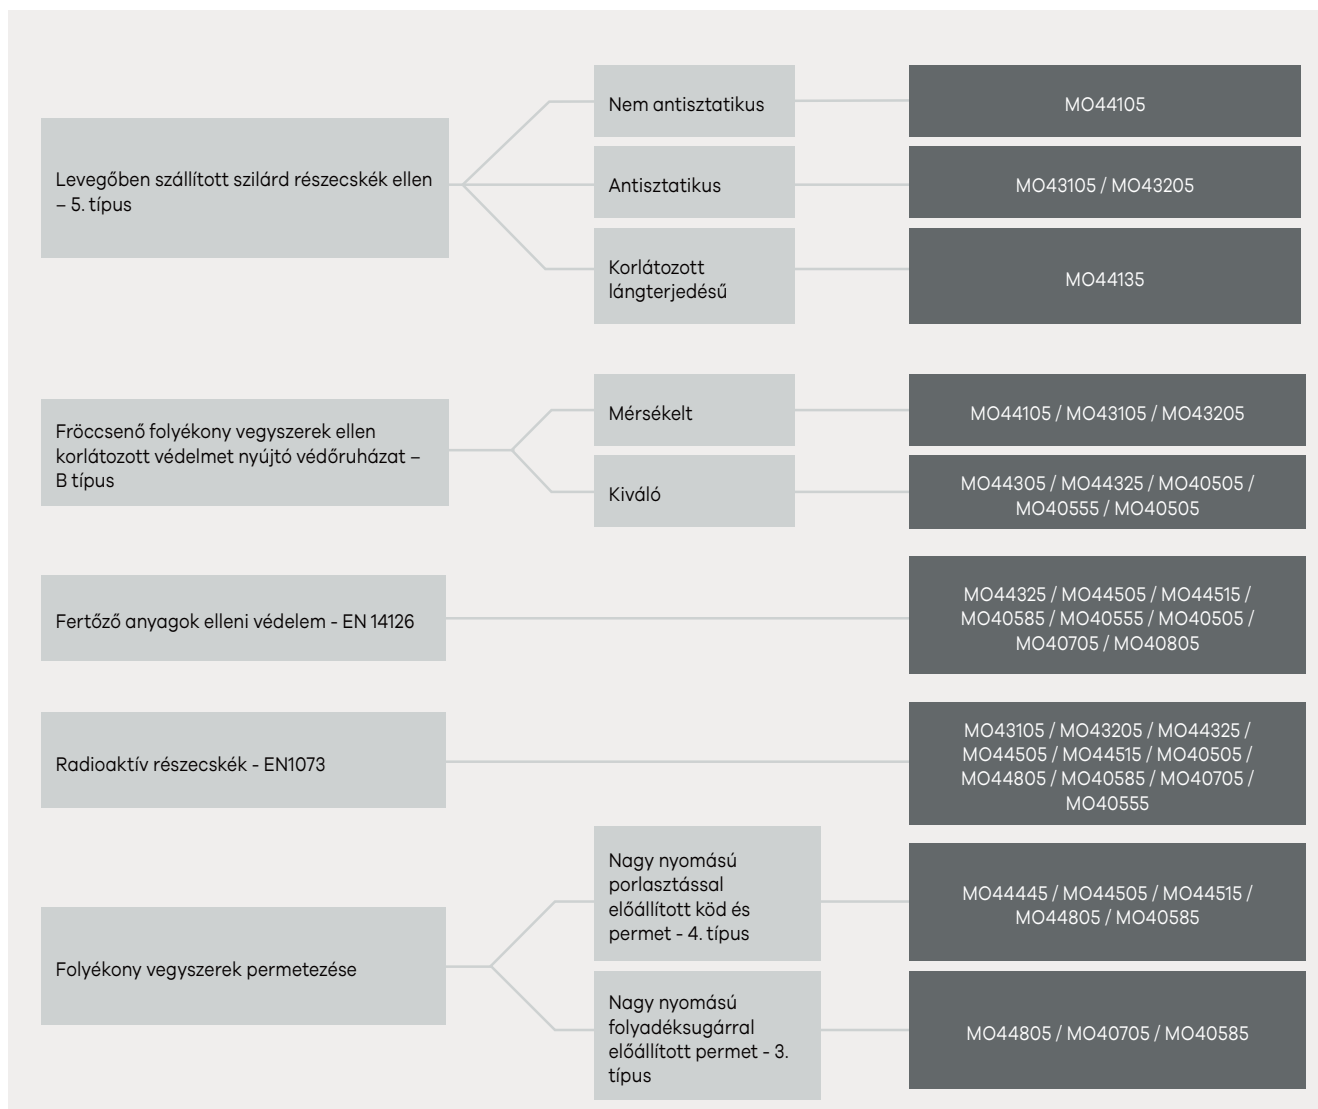 Levegőben szállított szilárd részecskék ellen
– 5. típus
Nem antisztatikus
MO44105
Antisztatikus
MO43105 / MO43205
Korlátozott
lángterjedésű
MO44135
Fröccsenő folyékony vegyszerek ellen
korlátozott védelmet nyújtó védőruházat –
B típus
Mérsékelt
MO44105 / MO43105 / MO43205
Kiváló
MO44305 / MO44325 / MO40505 /
MO40555 / MO40505
Fertőző anyagok elleni védelem - EN 14126
MO44325 / MO44505 / MO44515 /
MO40585 / MO40555 / MO40505 /
MO40705 / MO40805
Radioaktív részecskék - EN1073
MO43105 / MO43205 / MO44325 /
MO44505 / MO44515 / MO40505 /
MO44805 / MO40585 / MO40705 /
MO40555
Folyékony vegyszerek permetezése
Nagy nyomású
porlasztással
előállított köd és
permet - 4. típus
MO44445 / MO44505 / MO44515 /
MO44805 / MO40585
Nagy nyomású
folyadéksugárral
előállított permet - 3.
típus
MO44805 / MO40705 / MO40585